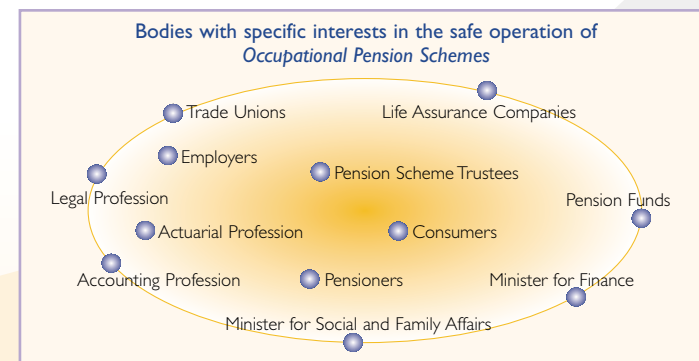 Bodies with specific interests in the safe operation of
Occupational Pension Schemes
Trade Unions
Life Assurance Companies
Employers
Pension Scheme Trustees
Legal Profession
Pension Funds
Actuarial Profession
Consumers
Accounting Profession
Pensioners
Minister for Finance
Minister for Social and Family Affairs